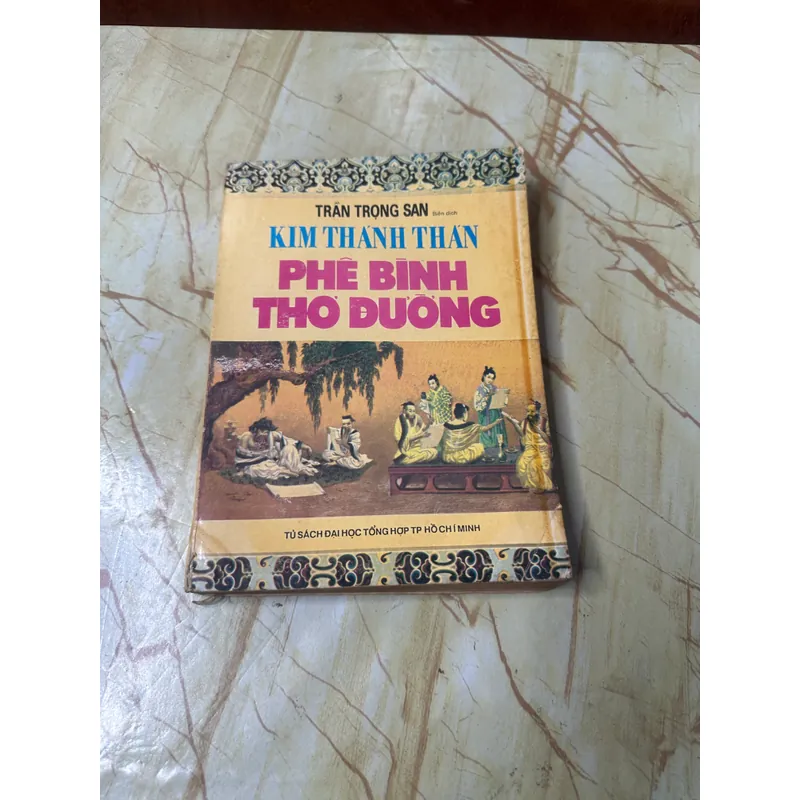 TRẦN TRỌNG SAN Biên dịch
KIM THÁNH THÁN
PHÊ BÌNH
THƠ ĐƯỜNG
TỦ SÁCH ĐẠI HỌC TỔNG HỢP TP HỒ CHÍ MINH